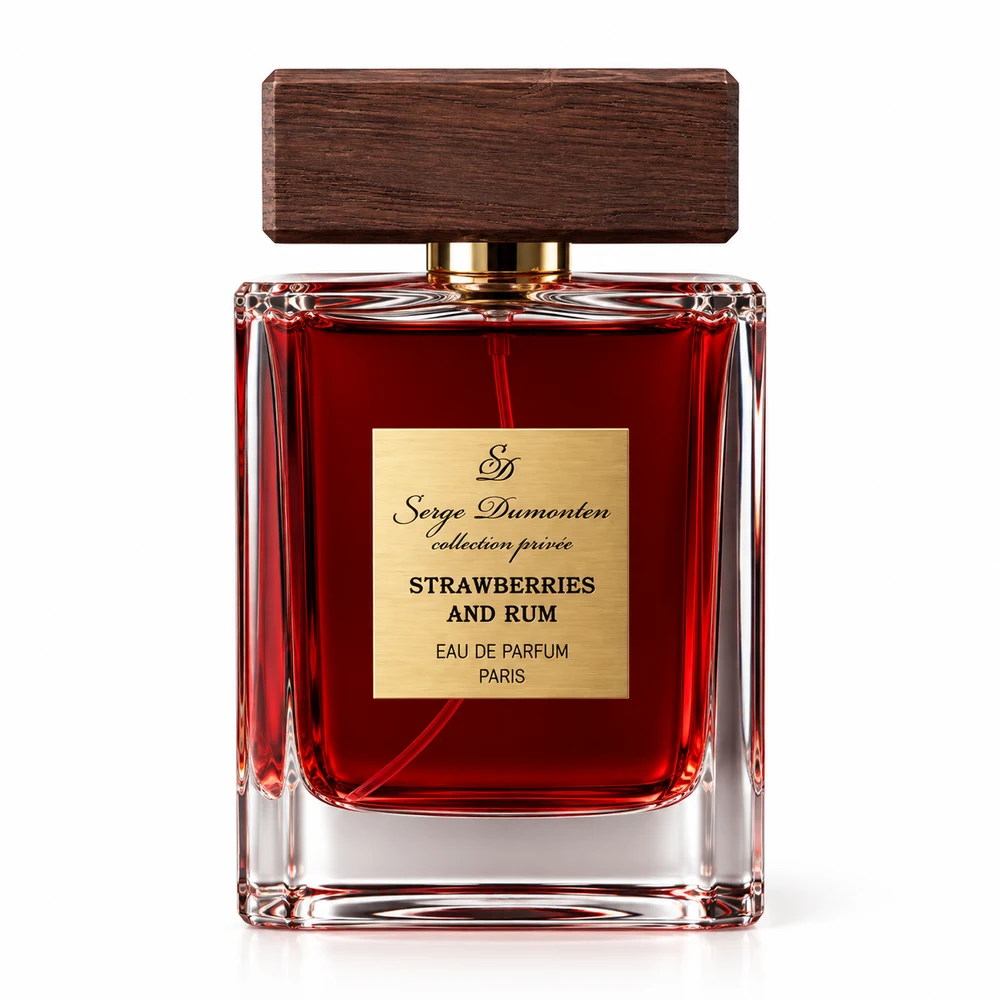 SD
Serge Dumonten
collection privée
STRAWBERRIES
AND RUM
EAU DE PARFUM
PARIS